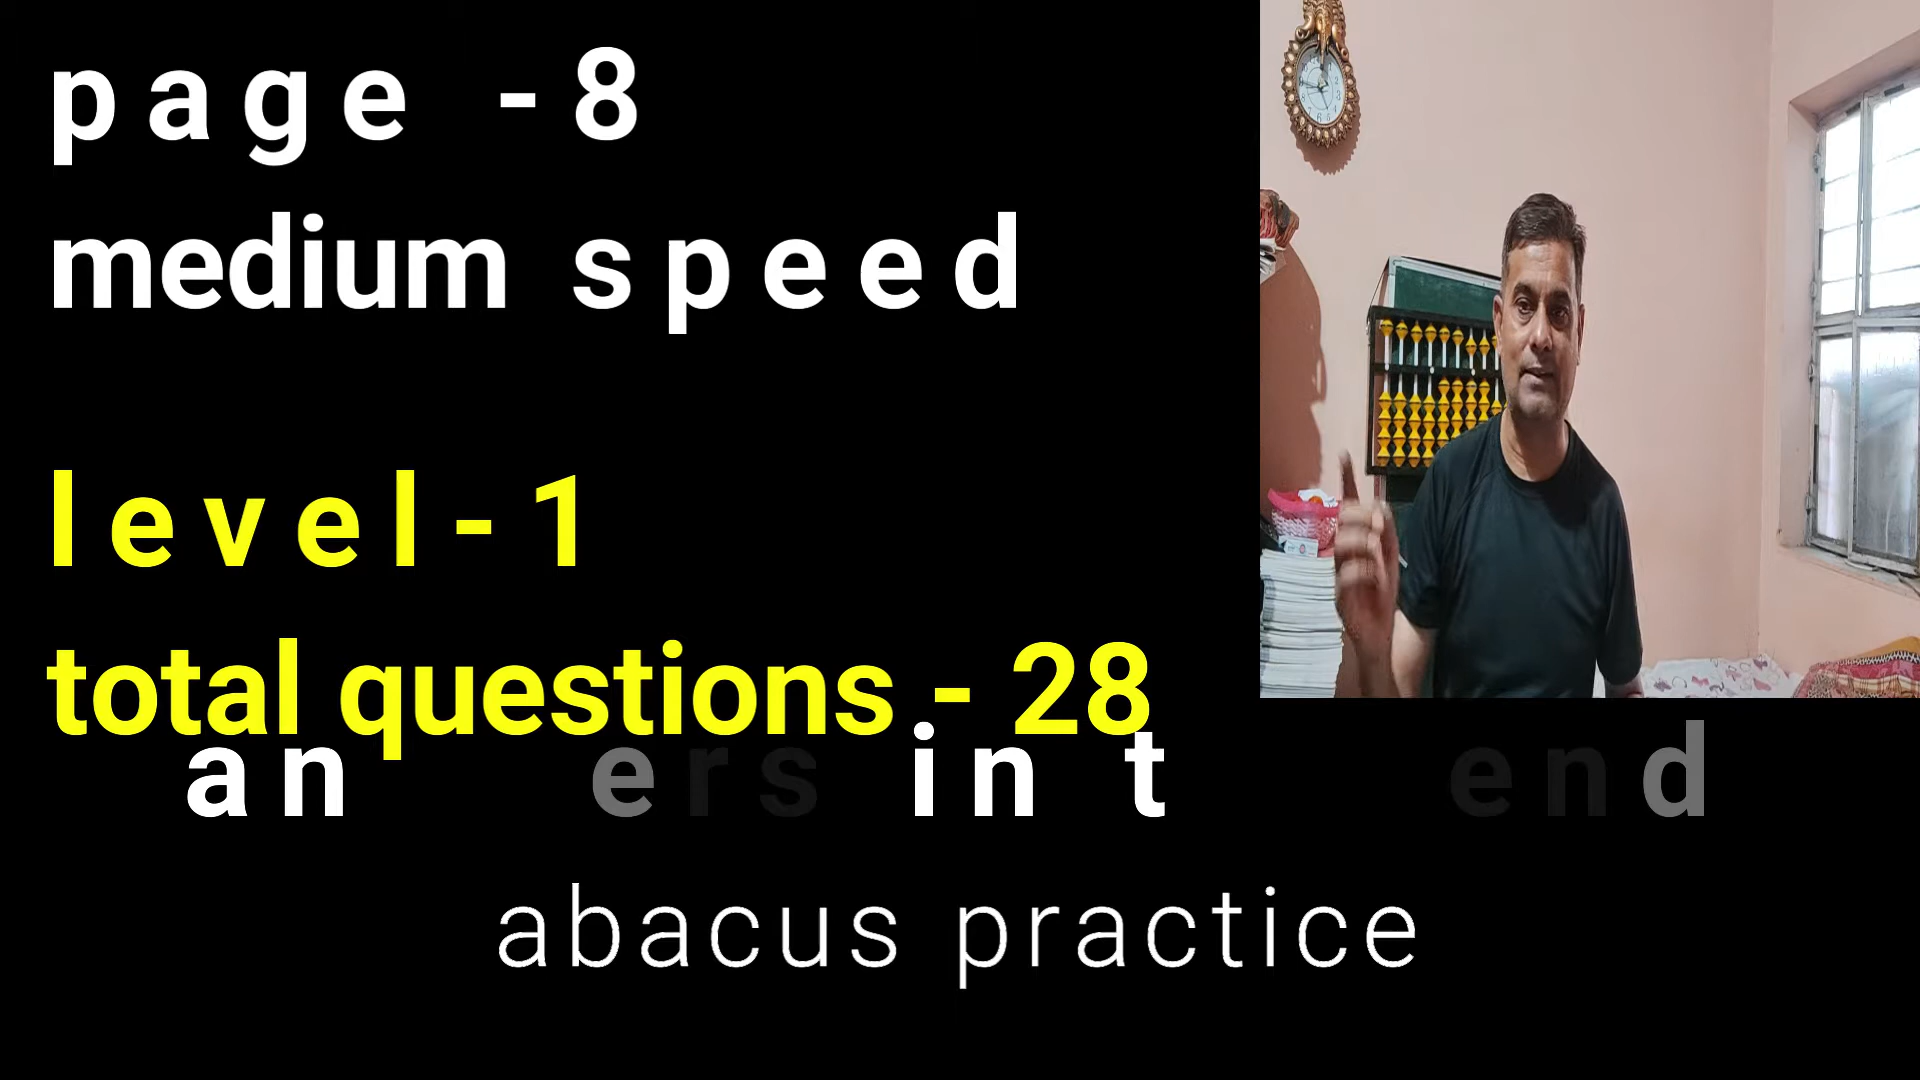 page -8
medium speed
level-1
total questions - 28
an ers in t end
abacus practice